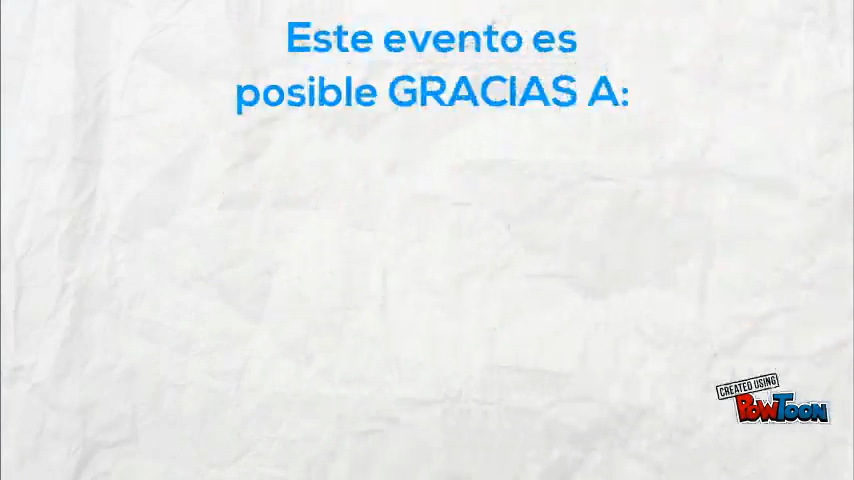 Este evento es
posible GRACIAS A:
CREATED USING
POWTOON